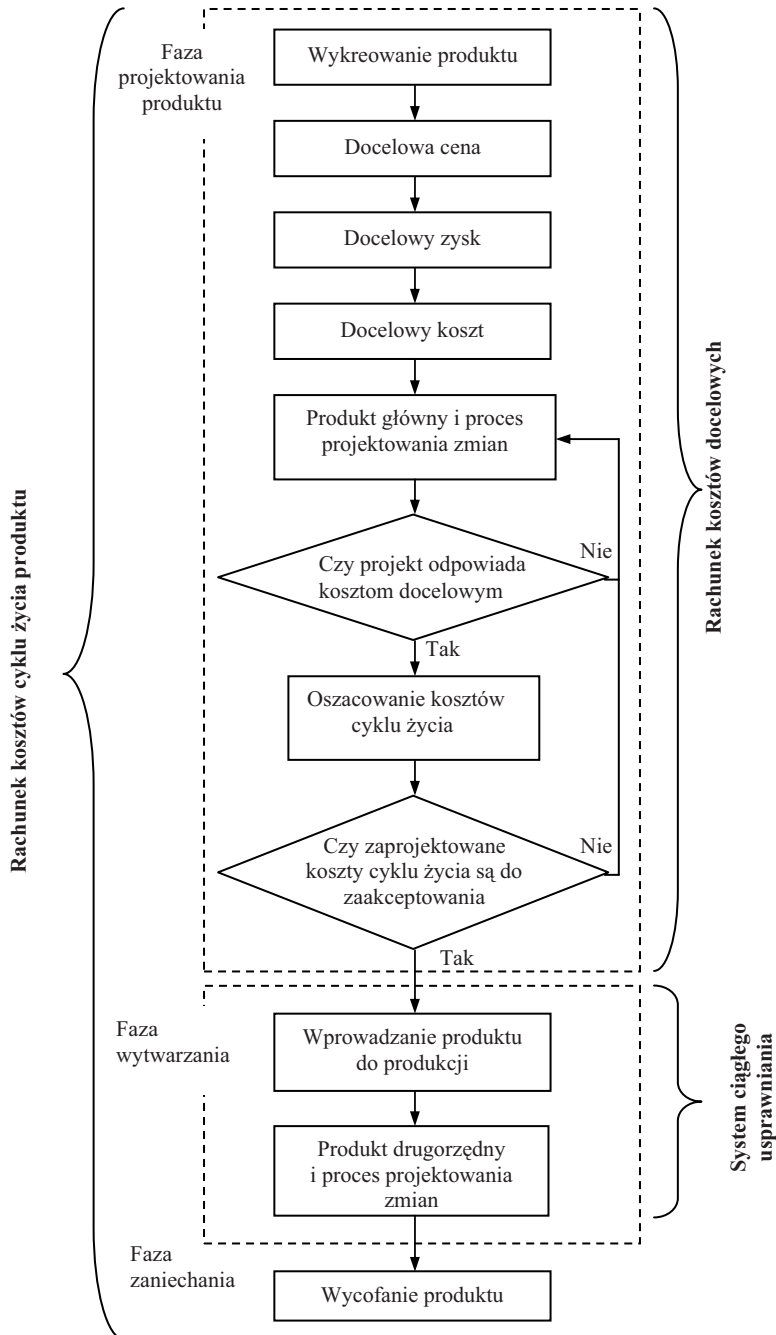 Faza
projektowania
produktu
Wykreowanie produktu
Docelowa cena
Docelowy zysk
Docelowy koszt
Produkt główny i proces
projektowania zmian
Czy projekt odpowiada
kosztom docelowym
Nie
Tak
Oszacowanie kosztów
cyklu życia
Czy zaprojektowane
koszty cyklu życia są do
zaakceptowania
Nie
Tak
Faza
wytwarzania
Wprowadzanie produktu
do produkcji
Produkt drugorzędny
i proces projektowania
zmian
Faza
zaniechania
Wycofanie produktu
Rachunek kosztów cyklu życia produktu
Rachunek kosztów docelowych
System ciągłego
usprawniania